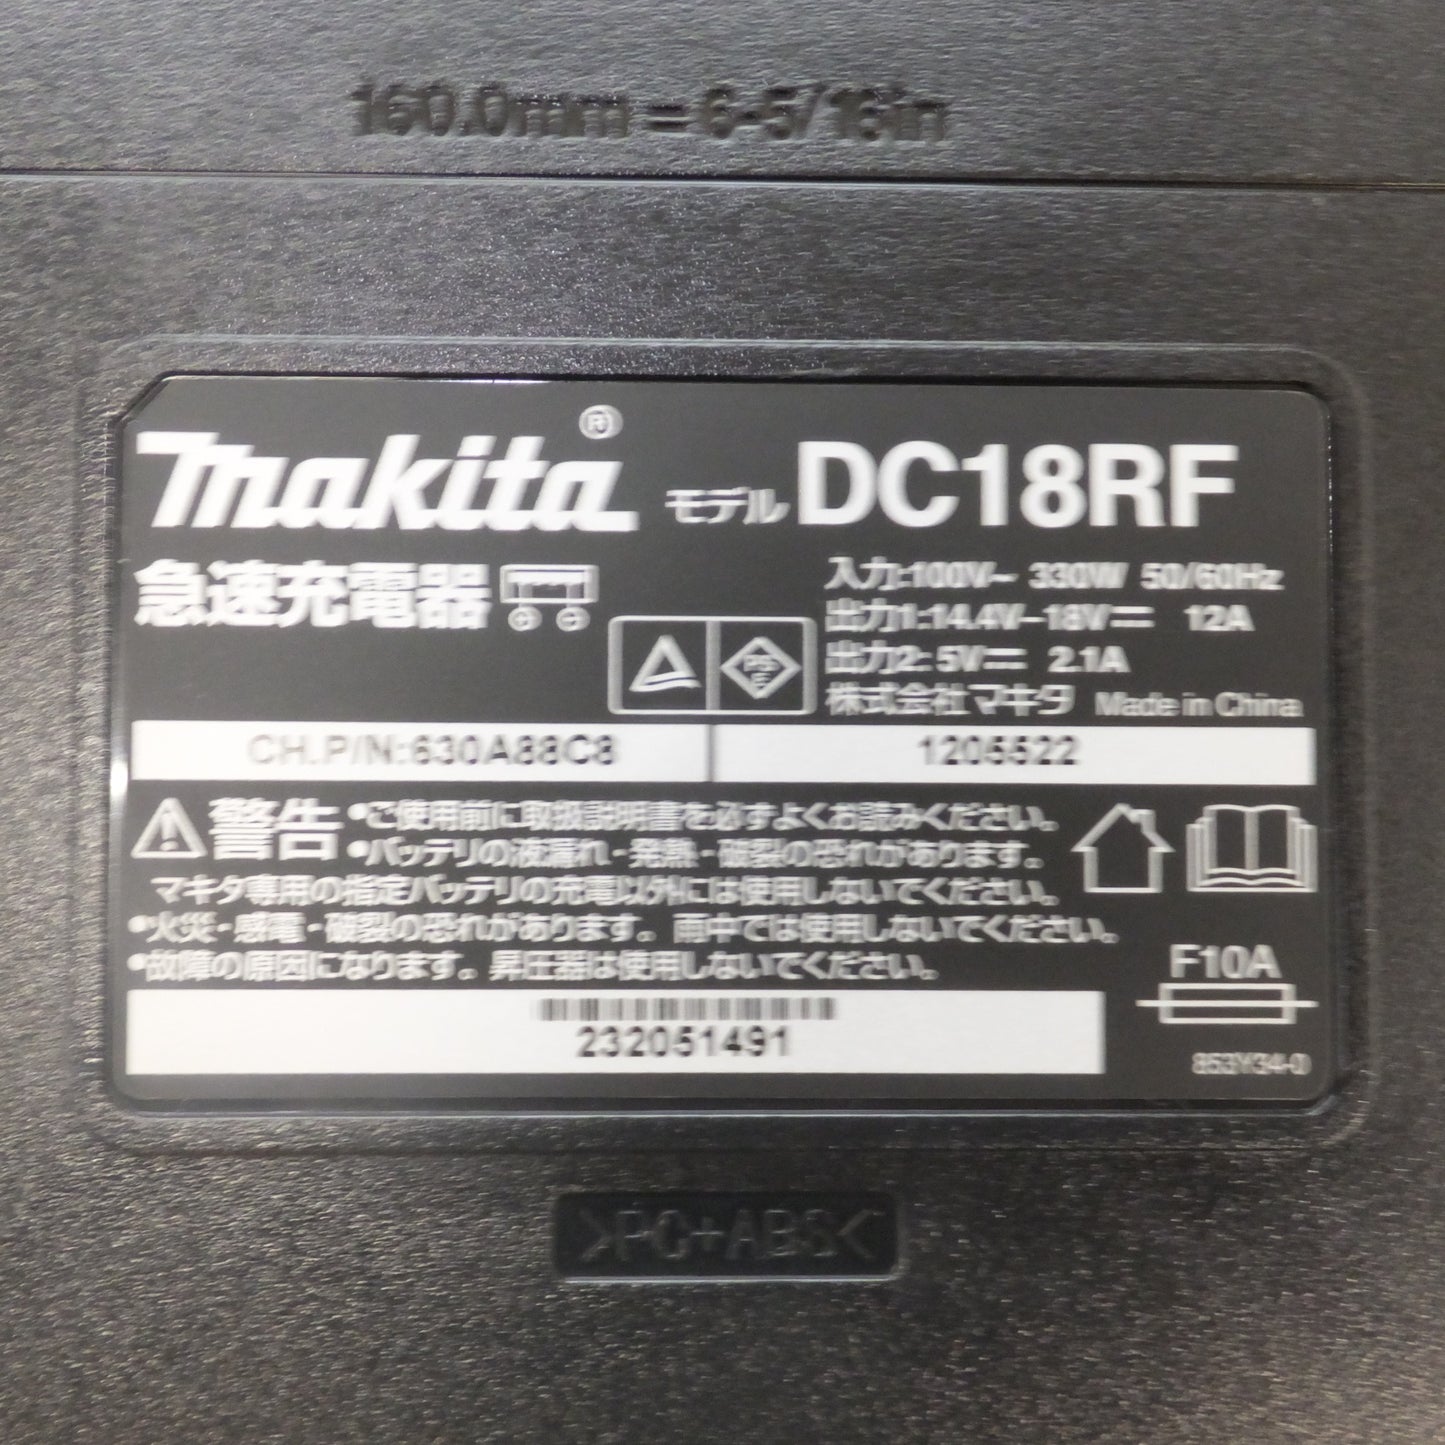 160.0mm=6-5/16in
makita® モデル DC18RF
急速充電器
入力:100V~ 330W 50/60Hz
出力1:14.4V-18V⎓ 12A
出力2:5V⎓ 2.1A
PS E
株式会社マキタ Made in China
CH.P/N:630A88C8 1205522
警告 •ご使用前に取扱説明書を必ずよくお読みください。
•バッテリの液漏れ・発熱・破裂の恐れがあります。
マキタ専用の指定バッテリの充電以外には使用しないでください。
•火災・感電・破裂の恐れがあります。雨中では使用しないでください。
•故障の原因になります。昇圧器は使用しないでください。
F10A
232051491
853Y34-0
>PC+ABS<